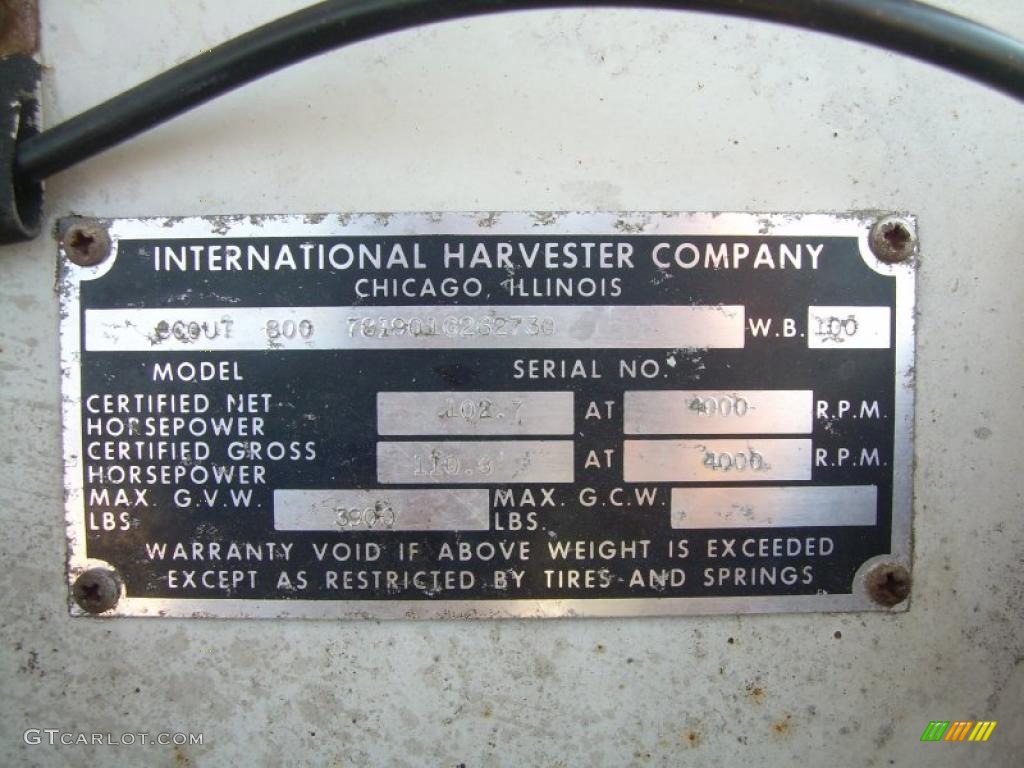 INTERNATIONAL HARVESTER COMPANY
CHICAGO, ILLINOIS
SCOUT 800 W.B. 100
MODEL SERIAL NO.
CERTIFIED NET HORSEPOWER 102.7 AT 4000 R.P.M.
CERTIFIED GROSS HORSEPOWER AT 4000 R.P.M.
MAX. G.V.W. LBS. 3900 MAX. G.C.W. LBS.
WARRANTY VOID IF ABOVE WEIGHT IS EXCEEDED
EXCEPT AS RESTRICTED BY TIRES AND SPRINGS
GTCARLOT.COM